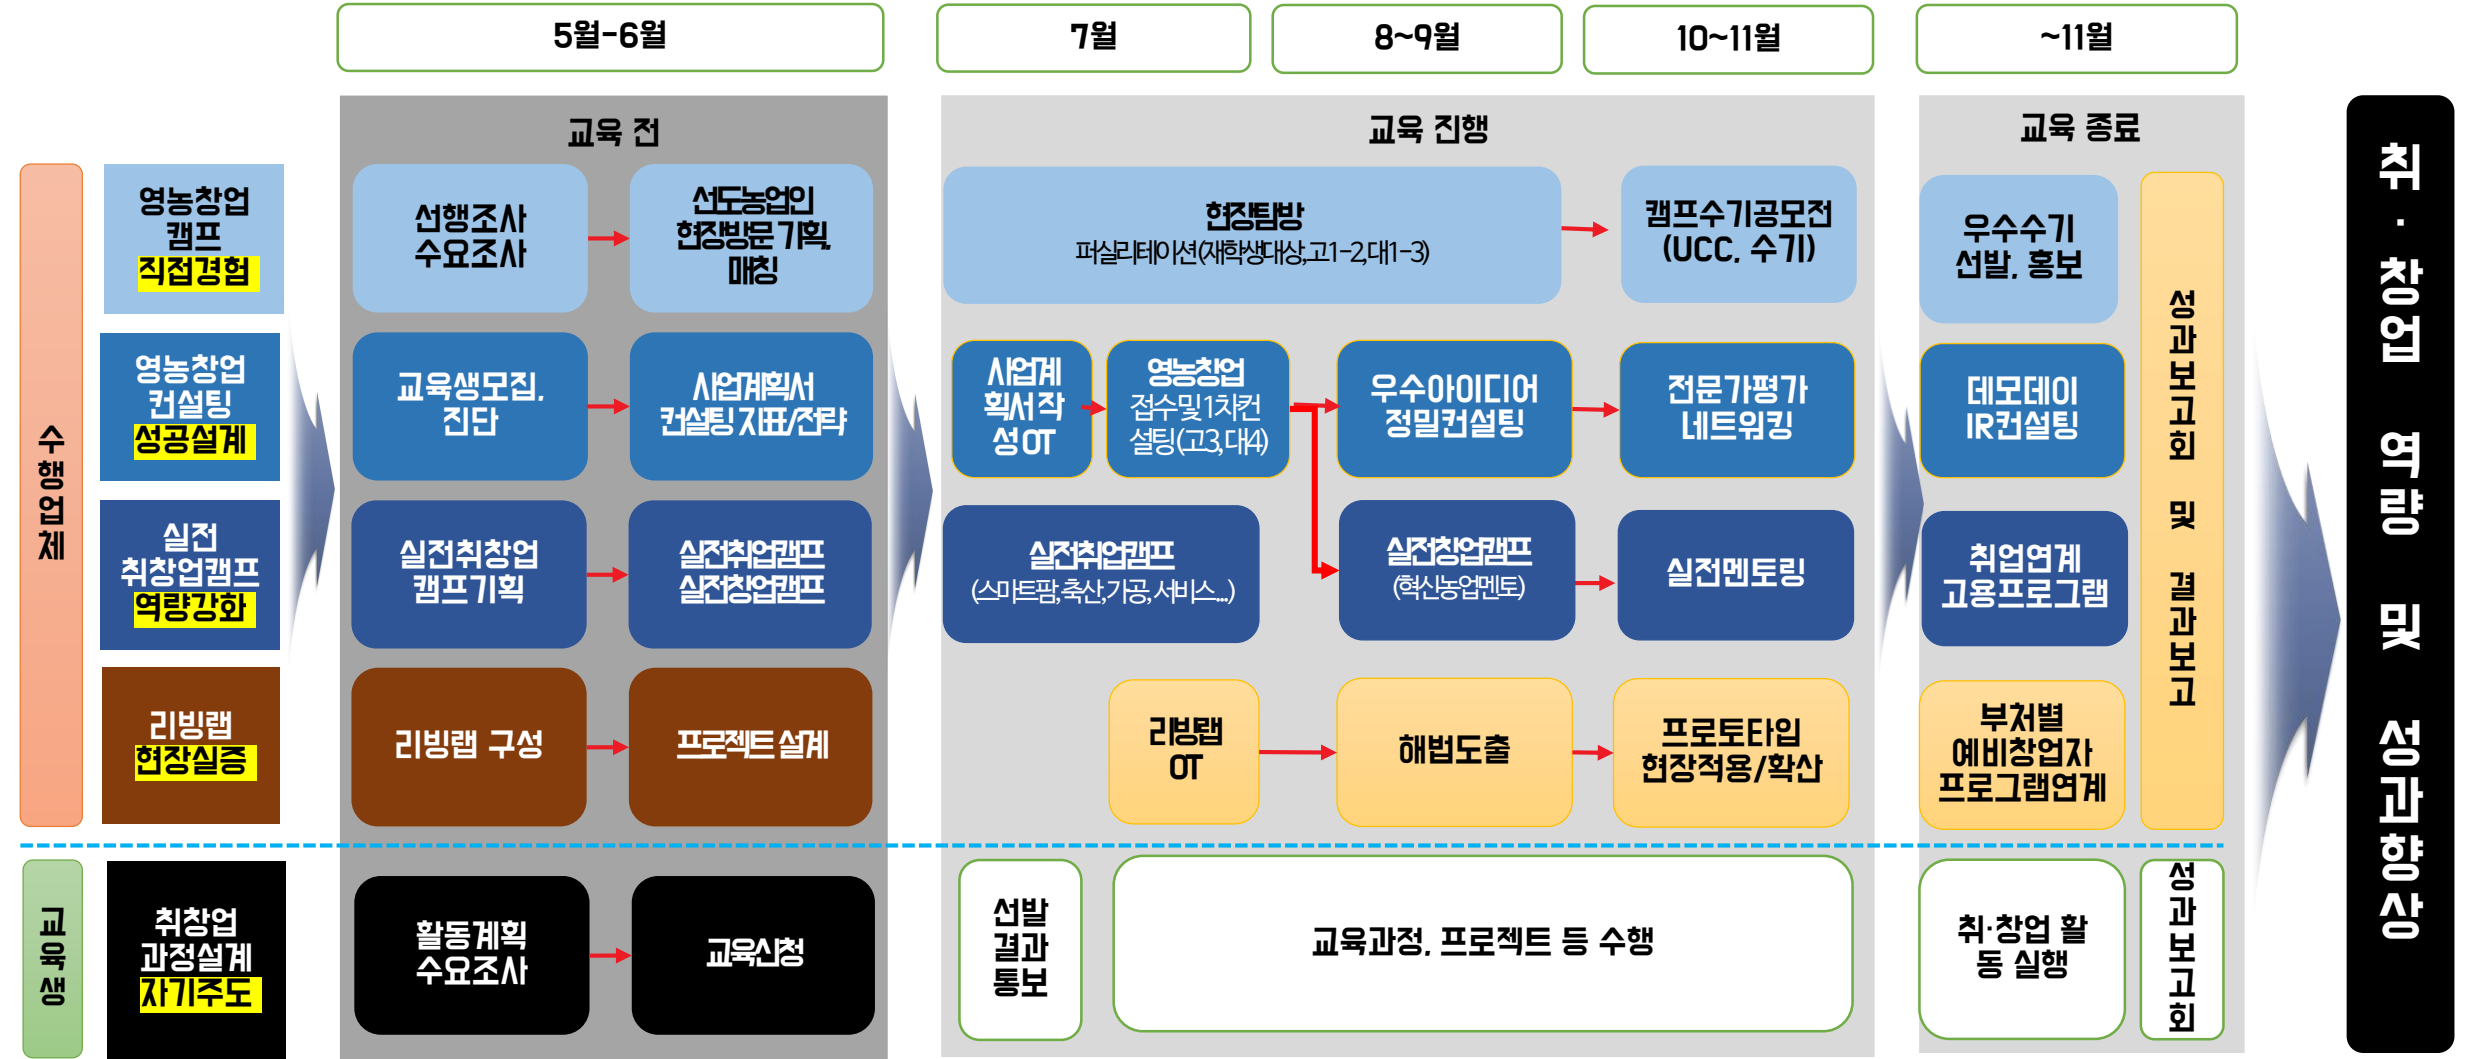 5월-6월
7월
8~9월
10~11월
~11월
교육 전
교육 진행
교육 종료
수행업체
영농창업
캠프
직접경험
선행조사
수요조사
선도농업인
현장방문 기획,
매칭
현장탐방
퍼실리테이션(재학생대상,고1-2,대1-3)
캠프수기공모전
(UCC, 수기)
우수수기
선발, 홍보
영농창업
컨설팅
성공설계
교육생모집,
진단
사업계획서
컨설팅 지표/전략
사업계
획서 작
성 OT
영농창업
접수 및 1차컨
설팅(고3, 대4)
우수아이디어
정밀컨설팅
전문가평가
네트워킹
데모데이
IR컨설팅
실전
취창업캠프
역량강화
실전취창업
캠프기획
실전취업캠프
실전창업캠프
실전취업캠프
(스마트팜,축산,가공,서비스...)
실전창업캠프
(혁신농업멘토)
실전멘토링
취업연계
고용프로그램
리빙랩
현장실증
리빙랩 구성
프로젝트 설계
리빙랩
OT
해법도출
프로토타입
현장적용/확산
부처별
예비창업자
프로그램연계
성과보고회 및 결과보고
교육생
취창업
과정설계
자기주도
활동계획
수요조사
교육신청
선발
결과
통보
교육과정, 프로젝트 등 수행
취·창업 활
동 실행
성과보고회
취·창업 역량 및 성과향상